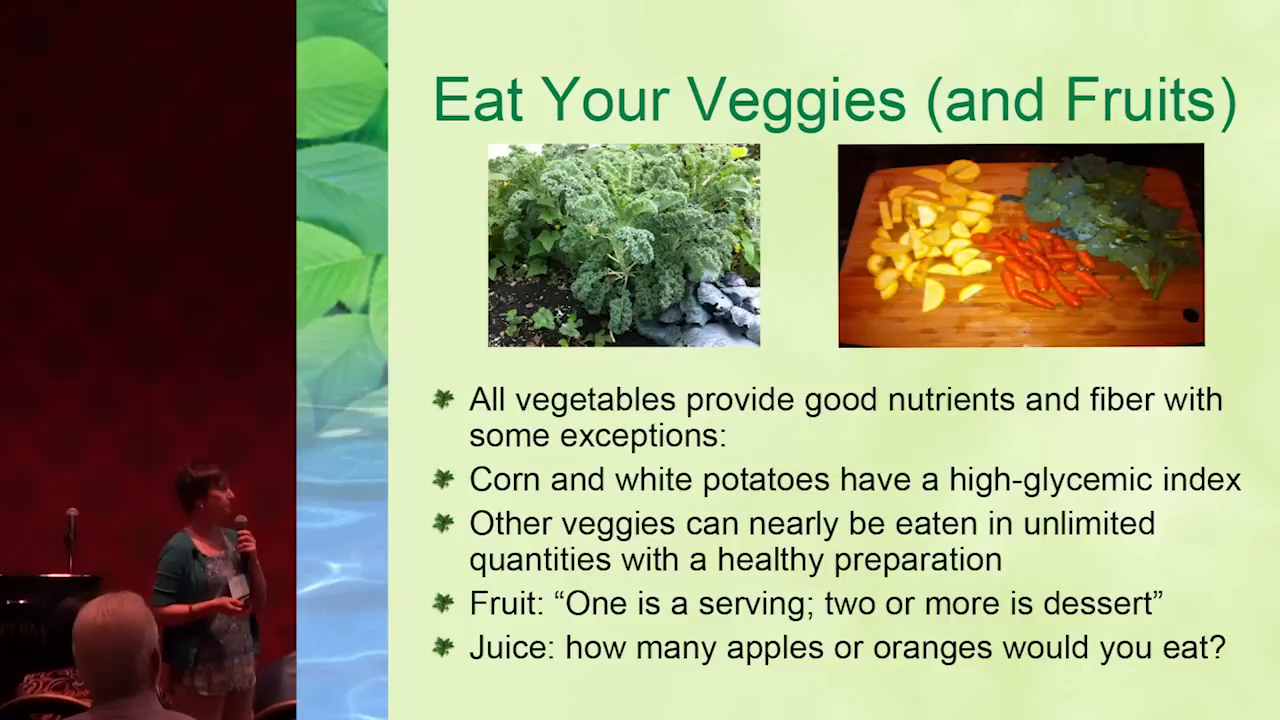 Eat Your Veggies (and Fruits)
All vegetables provide good nutrients and fiber with
some exceptions:
Corn and white potatoes have a high-glycemic index
Other veggies can nearly be eaten in unlimited
quantities with a healthy preparation
Fruit: “One is a serving; two or more is dessert”
Juice: how many apples or oranges would you eat?